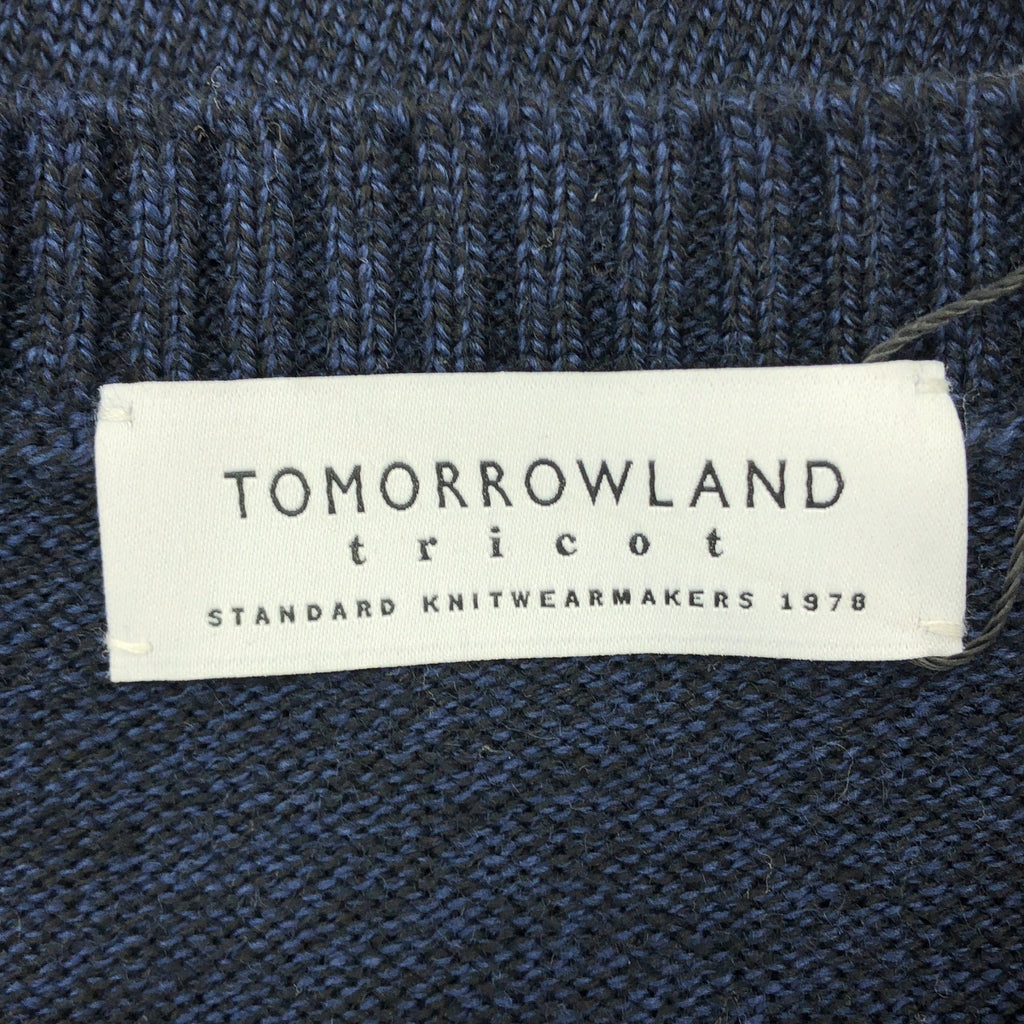 TOMORROWLAND
tricot
STANDARD KNITWEARMAKERS 1978